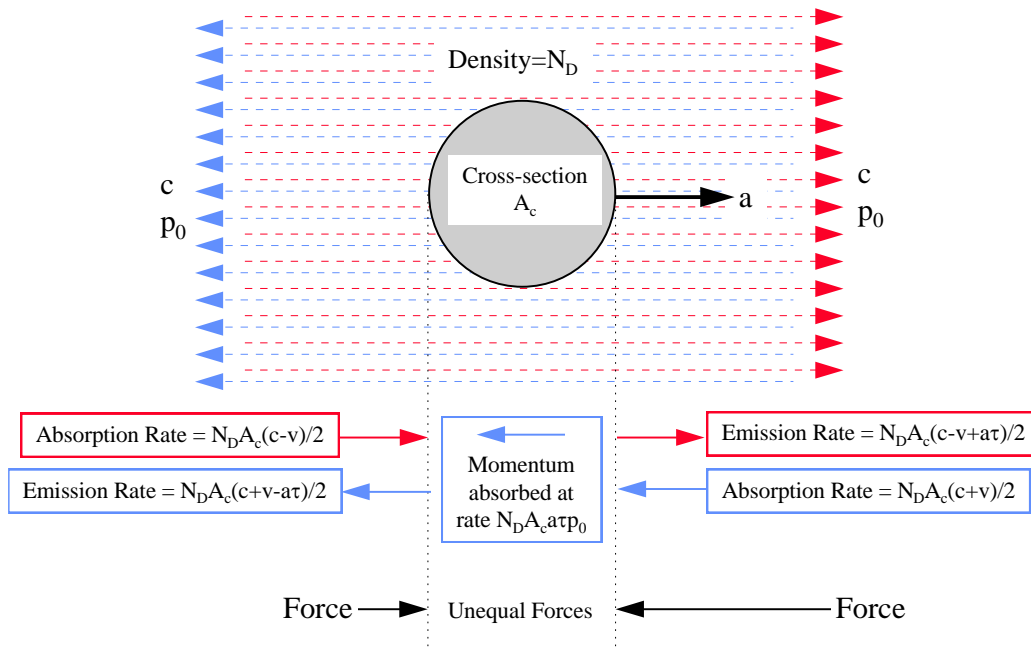 Density=N_D
Cross-section
A_c
c
p_0
a
c
p_0
Absorption Rate = N_DA_c(c-v)/2
Emission Rate = N_DA_c(c+v-aτ)/2
Momentum
absorbed at
rate N_DA_caτp_0
Emission Rate = N_DA_c(c-v+aτ)/2
Absorption Rate = N_DA_c(c+v)/2
Force
Unequal Forces
Force